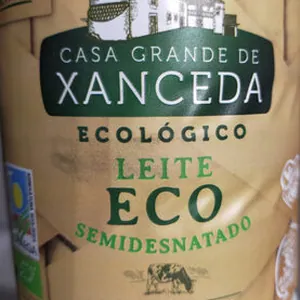 CASA GRANDE DE
XANCEDA
ECOLÓGICO
LEITE
ECO
SEMIDESNATADO